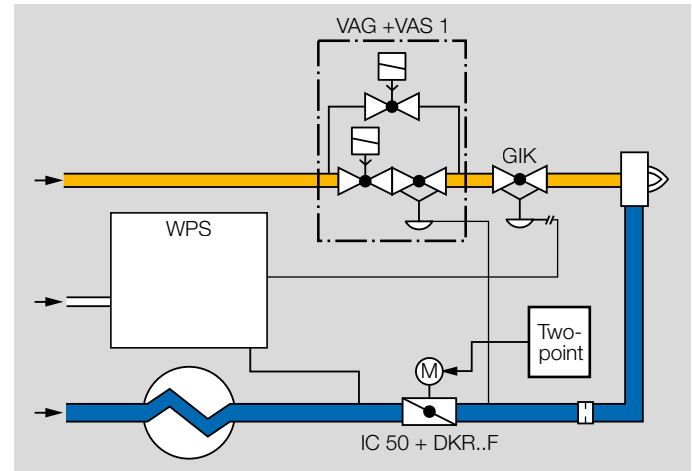 VAG +VAS 1
GIK
WPS
Two-
point
M
IC 50 + DKR..F